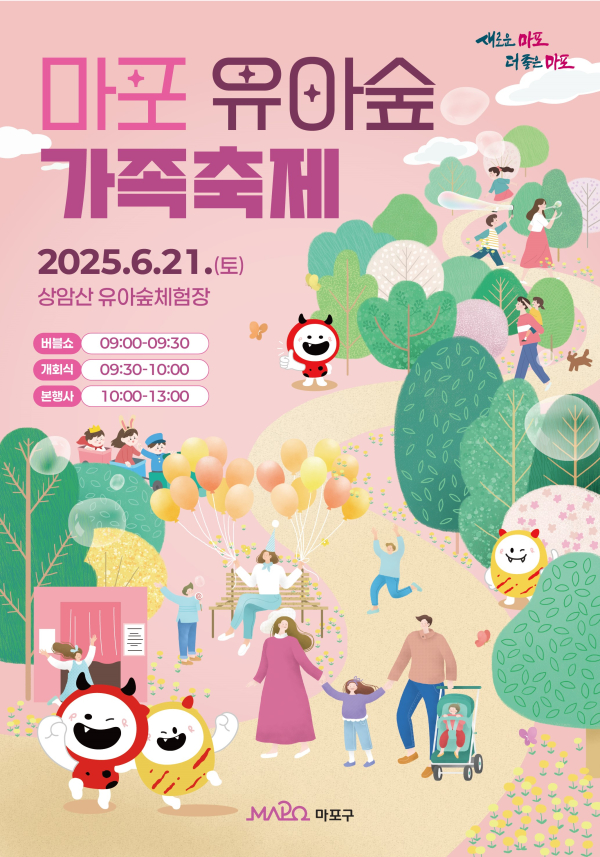 새로운 마포
더 좋은 마포
마포 유아숲
가족축제
2025.6.21.(토)
상암산 유아숲체험장
버블쇼 09:00-09:30
개회식 09:30-10:00
본행사 10:00-13:00
MAPO 마포구